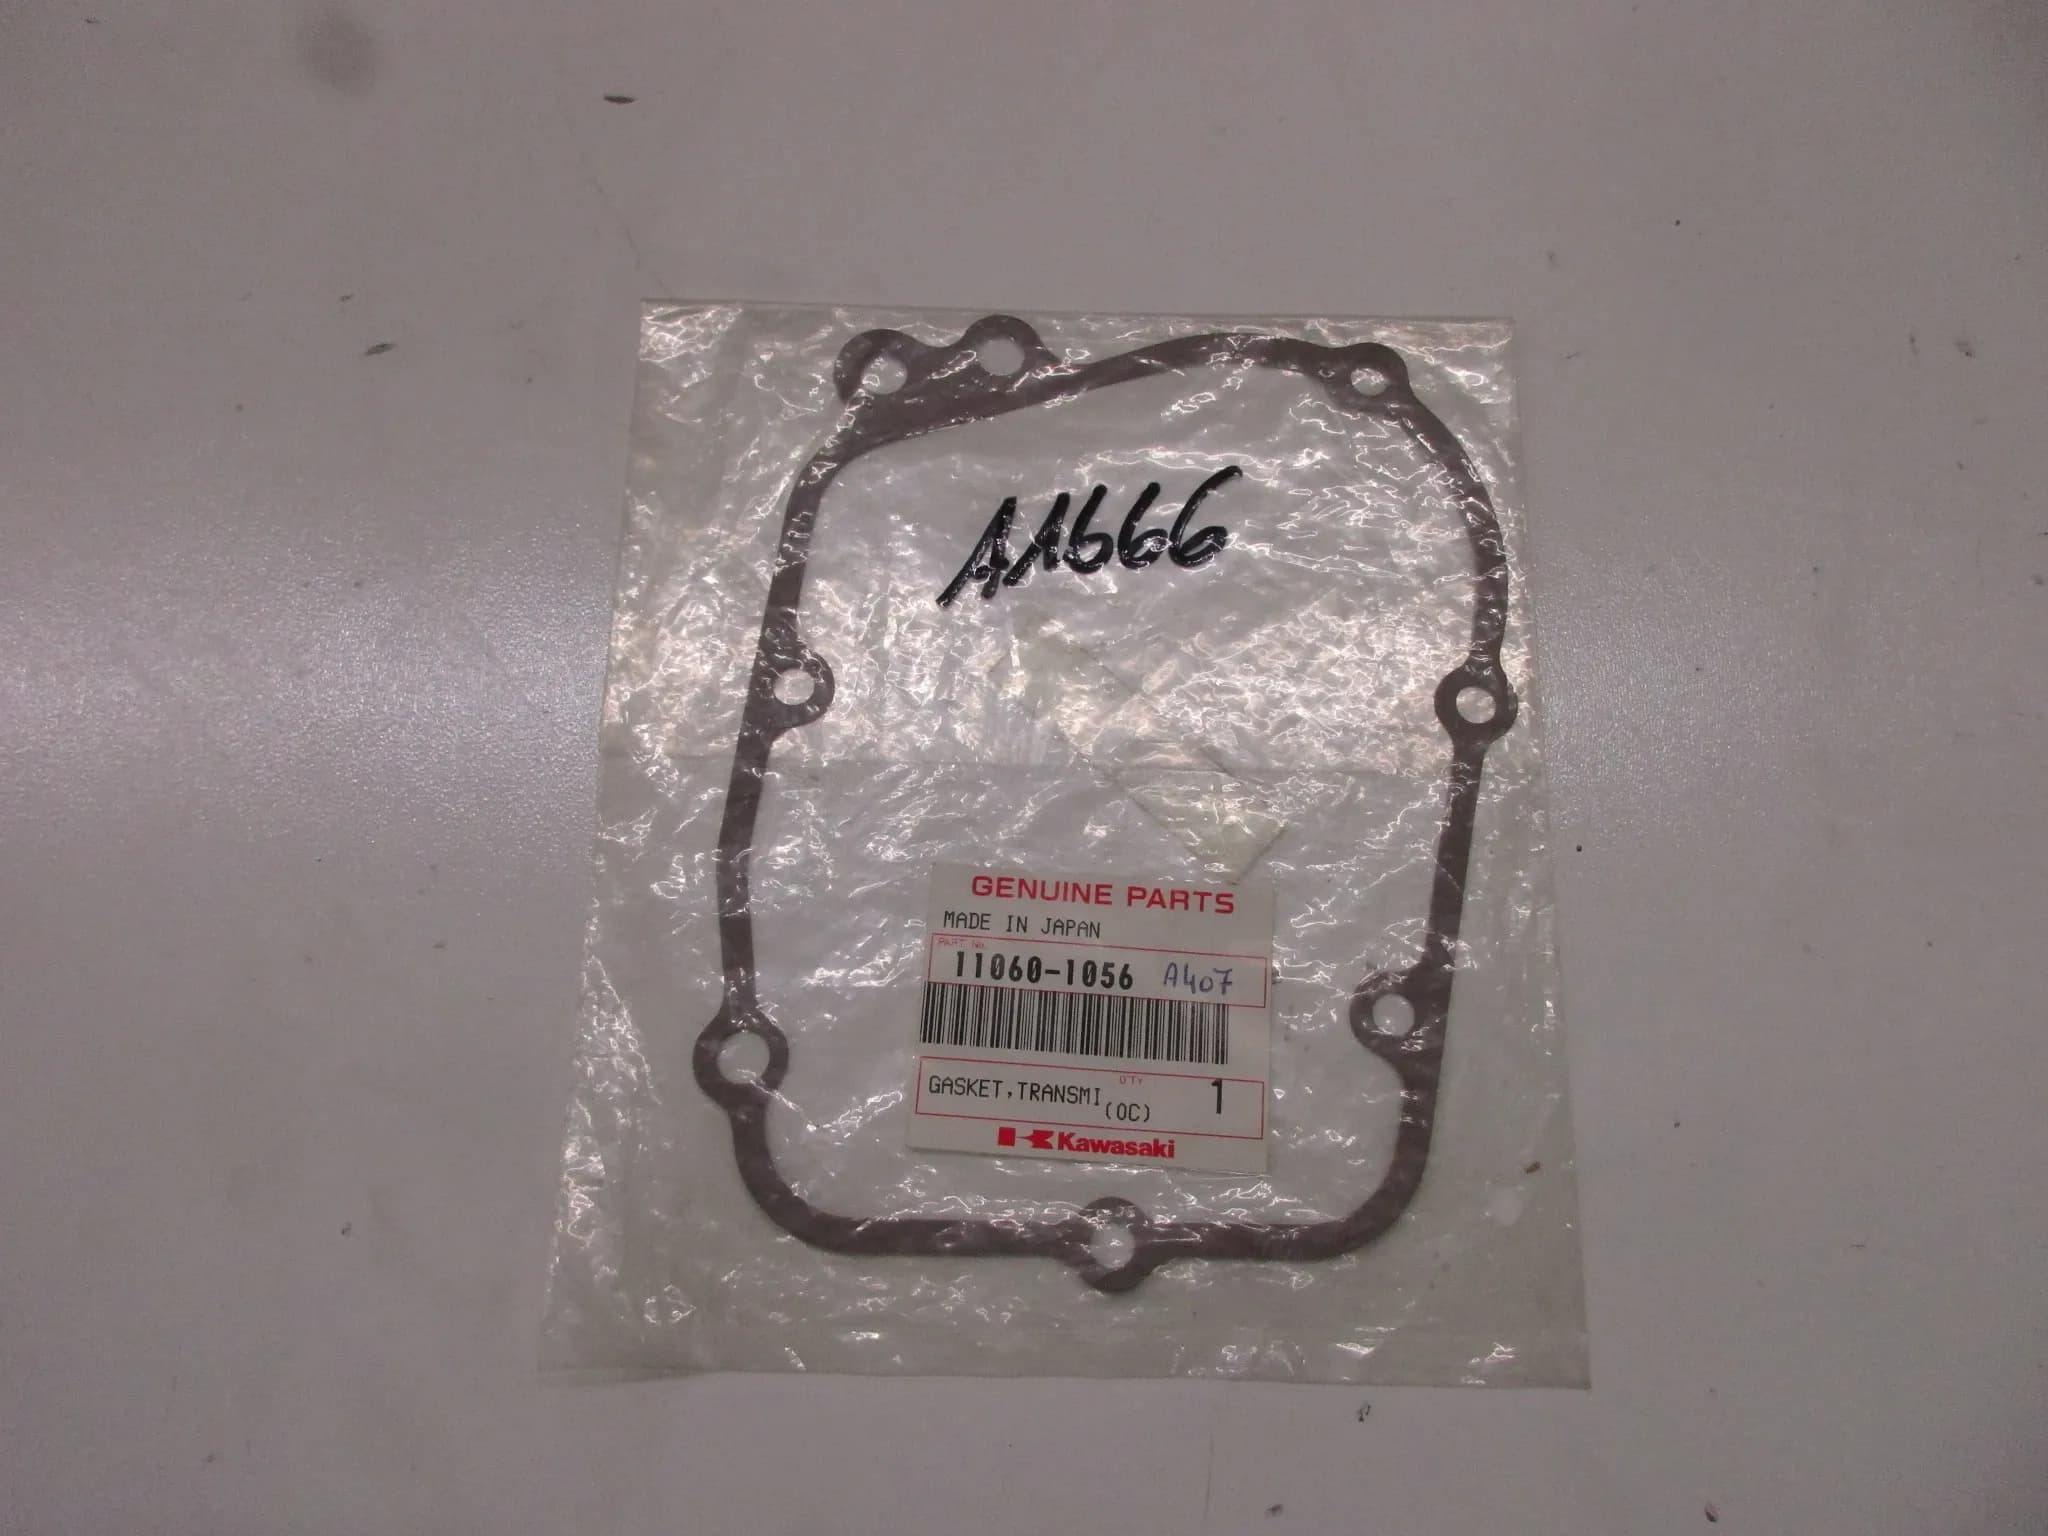 A1666
GENUINE PARTS
MADE IN JAPAN
PART No.
11060-1056 A407
GASKET,TRANSMI
Q'TY
1
(OC)
Kawasaki